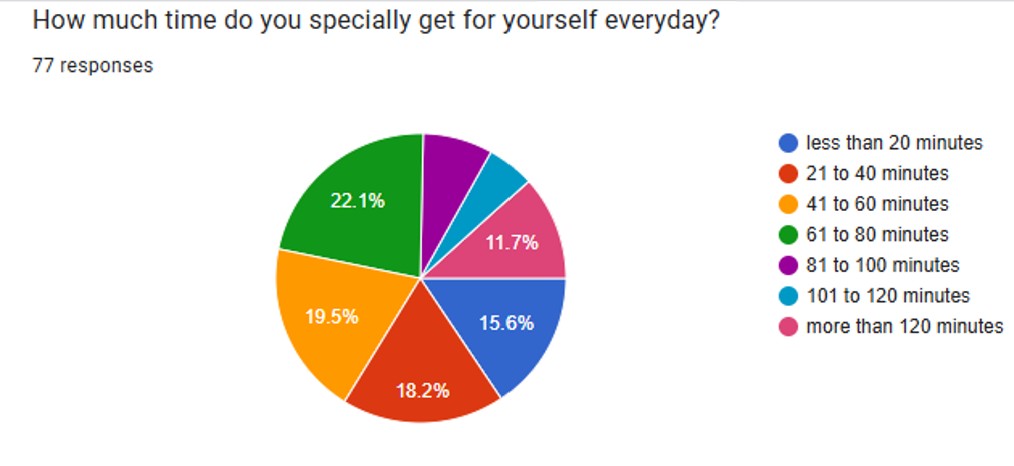 How much time do you specially get for yourself everyday?
77 responses
22.1%
11.7%
19.5%
15.6%
18.2%
less than 20 minutes
21 to 40 minutes
41 to 60 minutes
61 to 80 minutes
81 to 100 minutes
101 to 120 minutes
more than 120 minutes